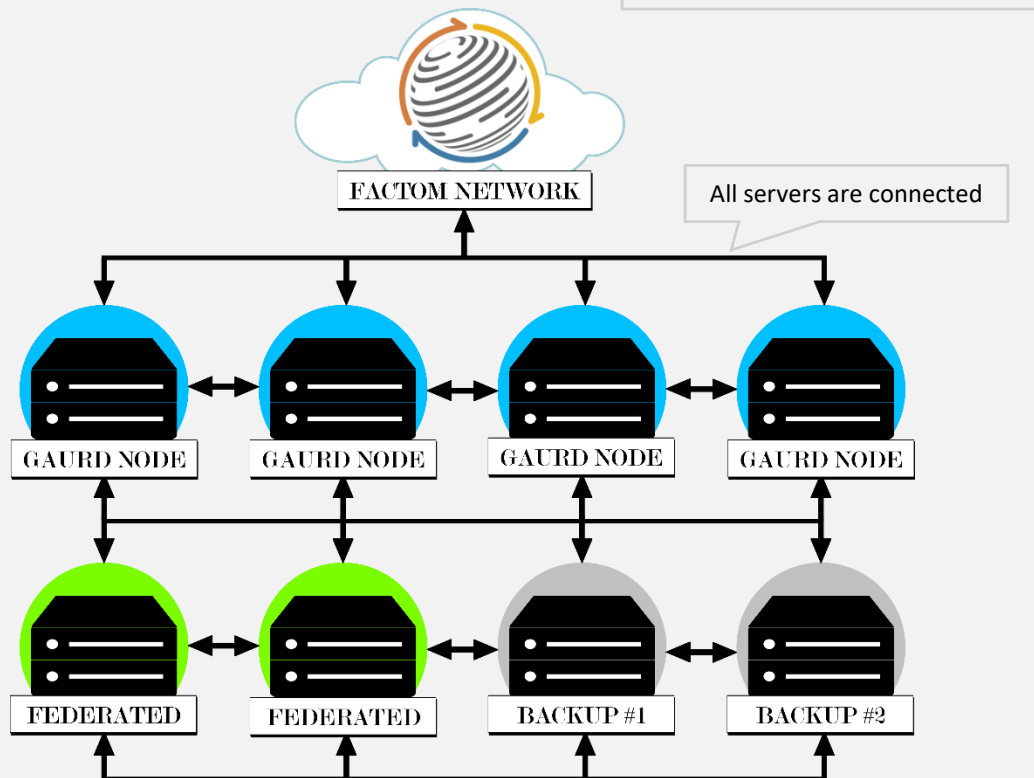 FACTOM NETWORK
All servers are connected
GAURD NODE
GAURD NODE
GAURD NODE
GAURD NODE
FEDERATED
FEDERATED
BACKUP #1
BACKUP #2